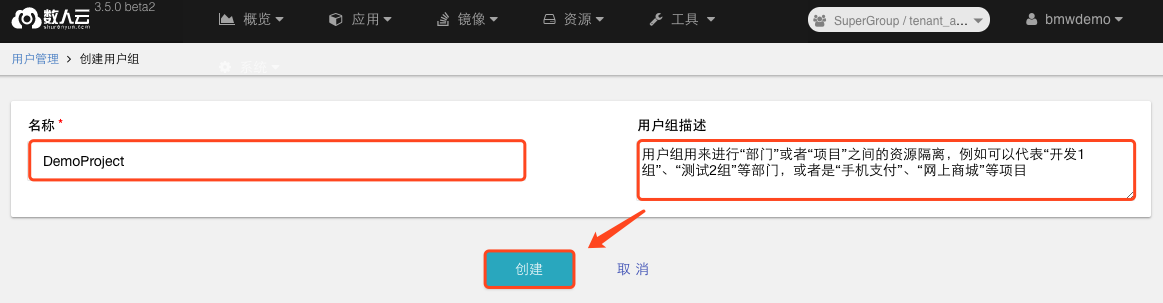 数人云 3.5.0 beta2
shurenyun.com
概览 应用 镜像 资源 工具 SuperGroup / tenant_a... bmwdemo
用户管理 > 创建用户组
系统
名称 * 用户组描述
DemoProject
用户组用来进行“部门”或者“项目”之间的资源隔离，例如可以代表“开发1
组”、“测试2组”等部门，或者是“手机支付”、“网上商城”等项目
创建 取 消